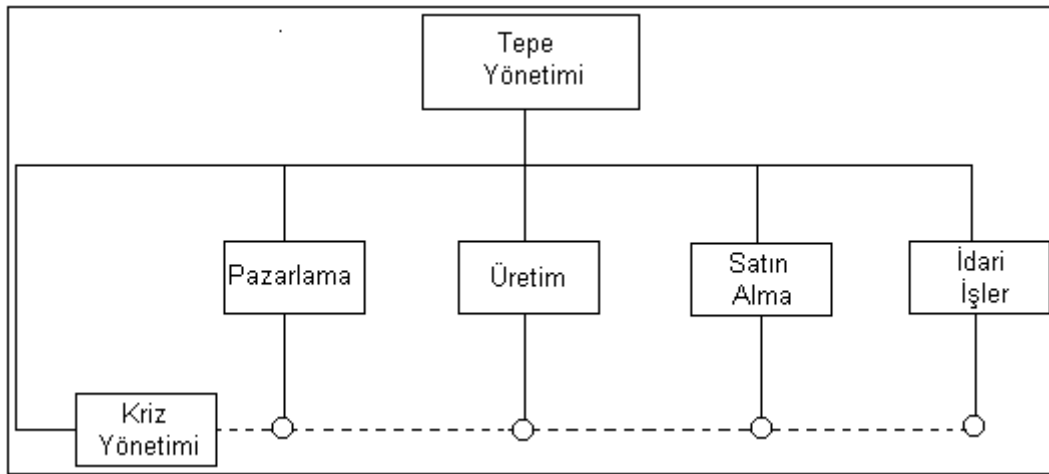 Tepe
Yönetimi
Pazarlama
Üretim
Satın
Alma
İdari
İşler
Kriz
Yönetimi